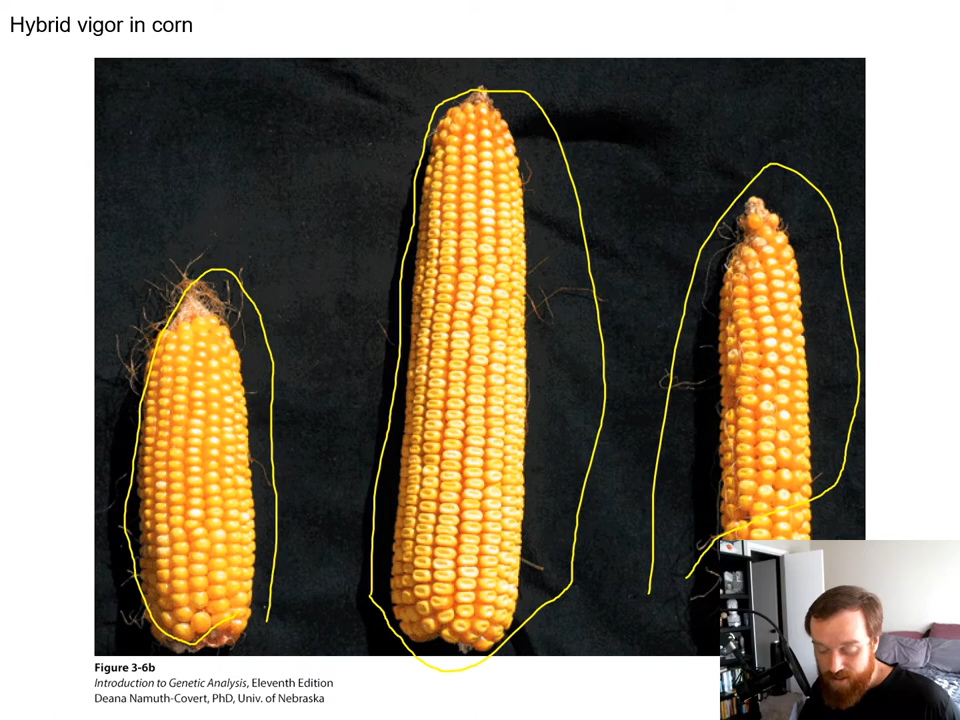 Hybrid vigor in corn
Figure 3-6b
Introduction to Genetic Analysis, Eleventh Edition
Deana Namuth-Covert, PhD, Univ. of Nebraska